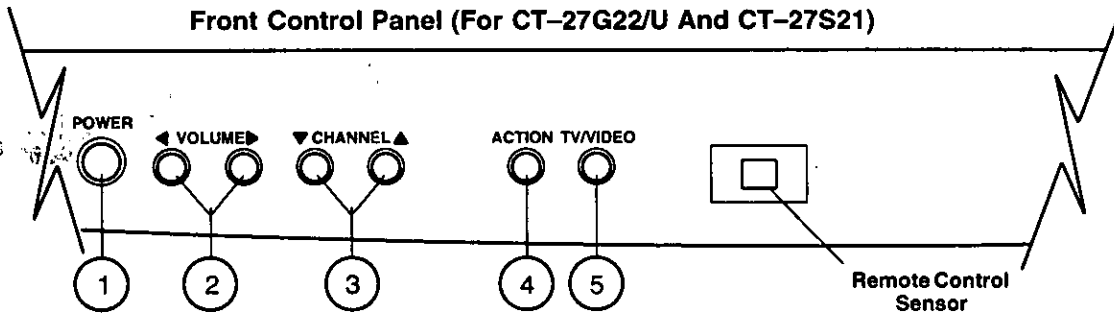 Front Control Panel (For CT–27G22/U And CT–27S21)
POWER
◀ VOLUME▶
▼CHANNEL▲
ACTION TV/VIDEO
1 2 3 4 5
Remote Control
Sensor